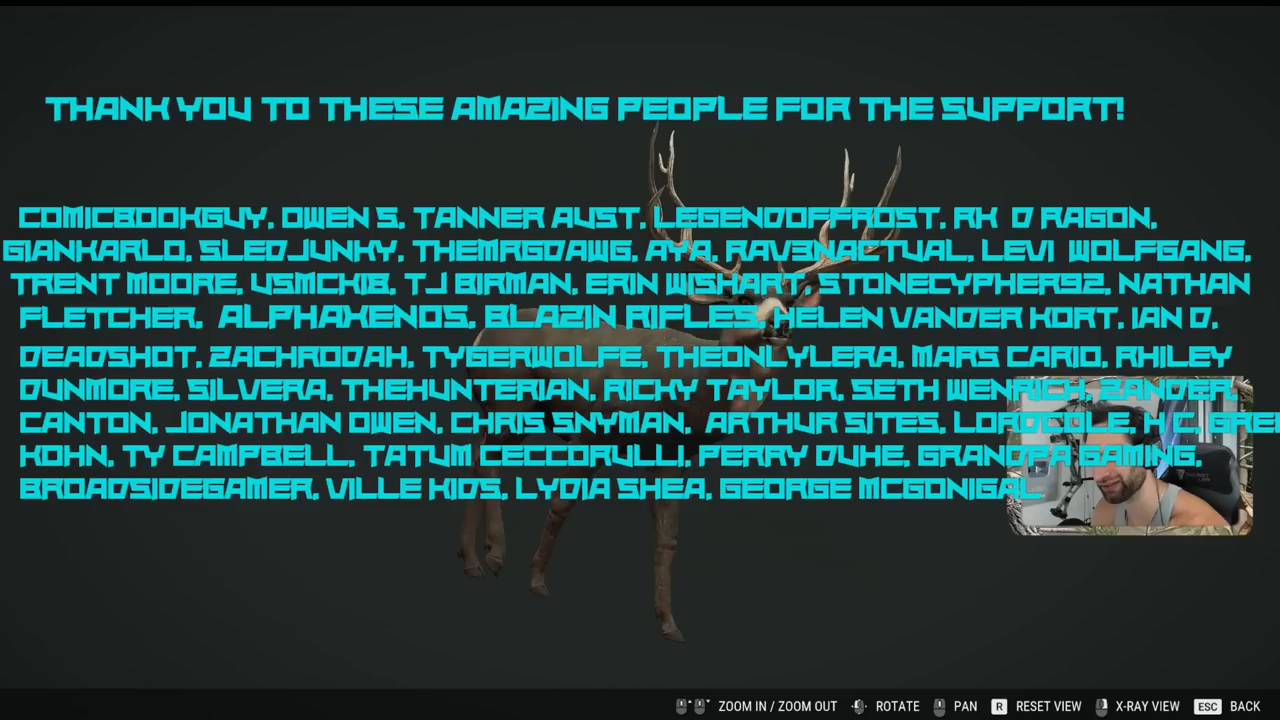 THANK YOU TO THESE AMAZING PEOPLE FOR THE SUPPORT!
COMICBOOKGUY, OWEN S, TANNER AUST, LEGENDOFFROST, RK D RAGON,
GIANKARLO, SLEDJUNKY, THEMRGDAWG, AYA, RAV3NACTUAL, LEVI WOLFGANG,
TRENT MOORE, USMCK18, TJ BIRMAN, ERIN WISHART, STONECYPHER92, NATHAN
FLETCHER, ALPHAXENOS, BLAZIN RIFLES, HELEN VANDER KORT, IAN D,
DEADSHOT, ZACHRODAH, TYGERWOLFE, THEONLYLERA, MARS CARIO, RHILEY
DUNMORE, SILVERA, THEHUNTERIAN, RICKY TAYLOR, SETH WENRICH, ZANDER,
CANTON, JONATHAN OWEN, CHRIS SNYMAN, ARTHUR SITES, LORDCOLE, H.C,
KOHN, TY CAMPBELL, TATUM CECCORULLI, PERRY DUHE, GRANDPA GAMING,
BROADSIDEGAMER, VILLE KIDS, LYDIA SHEA, GEORGE MCGONIGAL
ZOOM IN / ZOOM OUT ROTATE PAN R RESET VIEW X-RAY VIEW ESC BACK